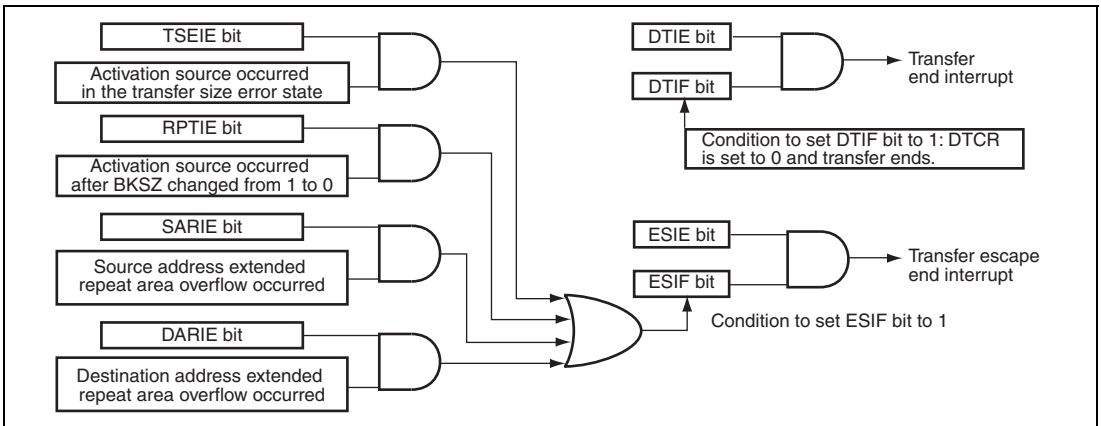 TSEIE bit
Activation source occurred
in the transfer size error state
RPTIE bit
Activation source occurred
after BKSZ changed from 1 to 0
SARIE bit
Source address extended
repeat area overflow occurred
DARIE bit
Destination address extended
repeat area overflow occurred
DTIE bit
DTIF bit
Transfer
end interrupt
Condition to set DTIF bit to 1: DTCR
is set to 0 and transfer ends.
ESIE bit
ESIF bit
Transfer escape
end interrupt
Condition to set ESIF bit to 1